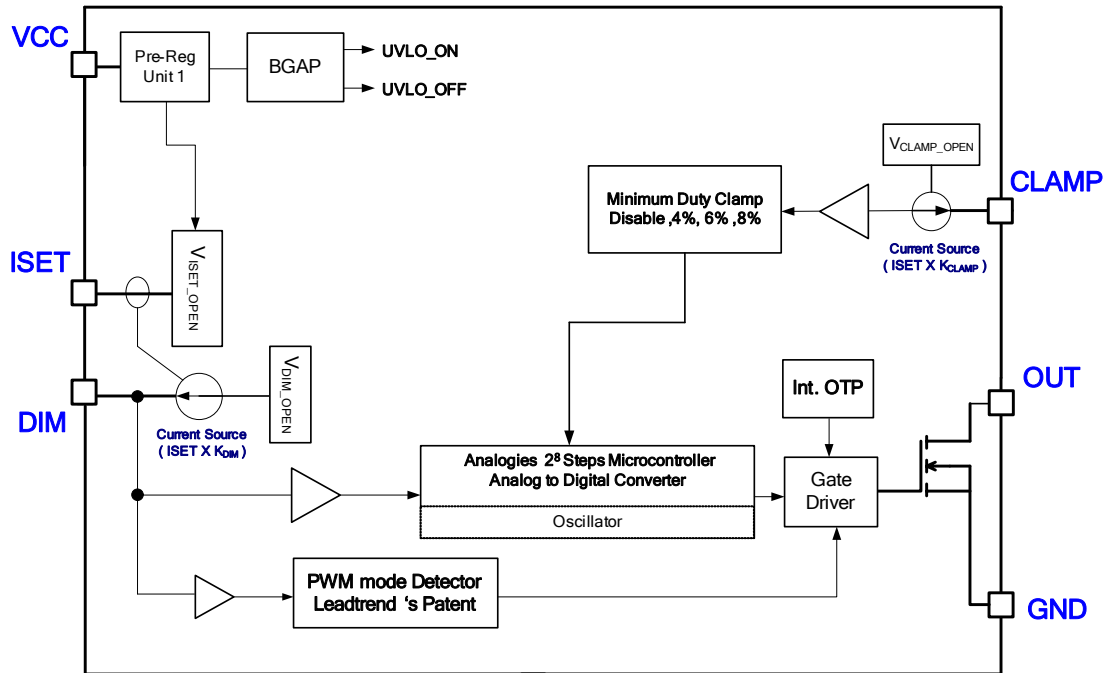 VCC
Pre-Reg
Unit 1
BGAP
UVLO_ON
UVLO_OFF
VCLAMP_OPEN
CLAMP
Minimum Duty Clamp
Disable ,4%, 6% ,8%
Current Source
( ISET X KCLAMP )
ISET
VISET_OPEN
VDIM_OPEN
DIM
Current Source
( ISET X KDIM )
Int. OTP
OUT
Analogies 2⁸ Steps Microcontroller
Analog to Digital Converter
Oscillator
Gate
Driver
PWM mode Detector
Leadtrend ‘s Patent
GND